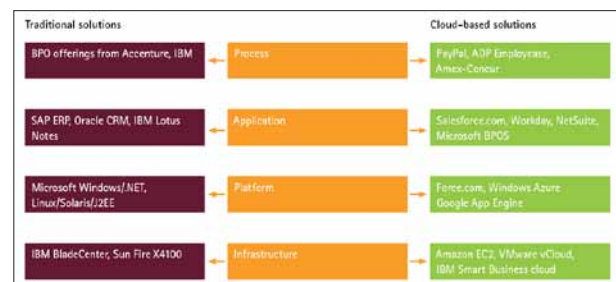 Traditional solutions
Cloud-based solutions
BPO offerings from Accenture, IBM
Process
PayPal, ADP Employease,
Amex-Concur
SAP ERP, Oracle CRM, IBM Lotus
Notes
Application
Salesforce.com, Workday, NetSuite,
Microsoft BPOS
Microsoft Windows/.NET,
Linux/Solaris/J2EE
Platform
Force.com, Windows Azure
Google App Engine
IBM BladeCenter, Sun Fire X4100
Infrastructure
Amazon EC2, VMware vCloud,
IBM Smart Business cloud